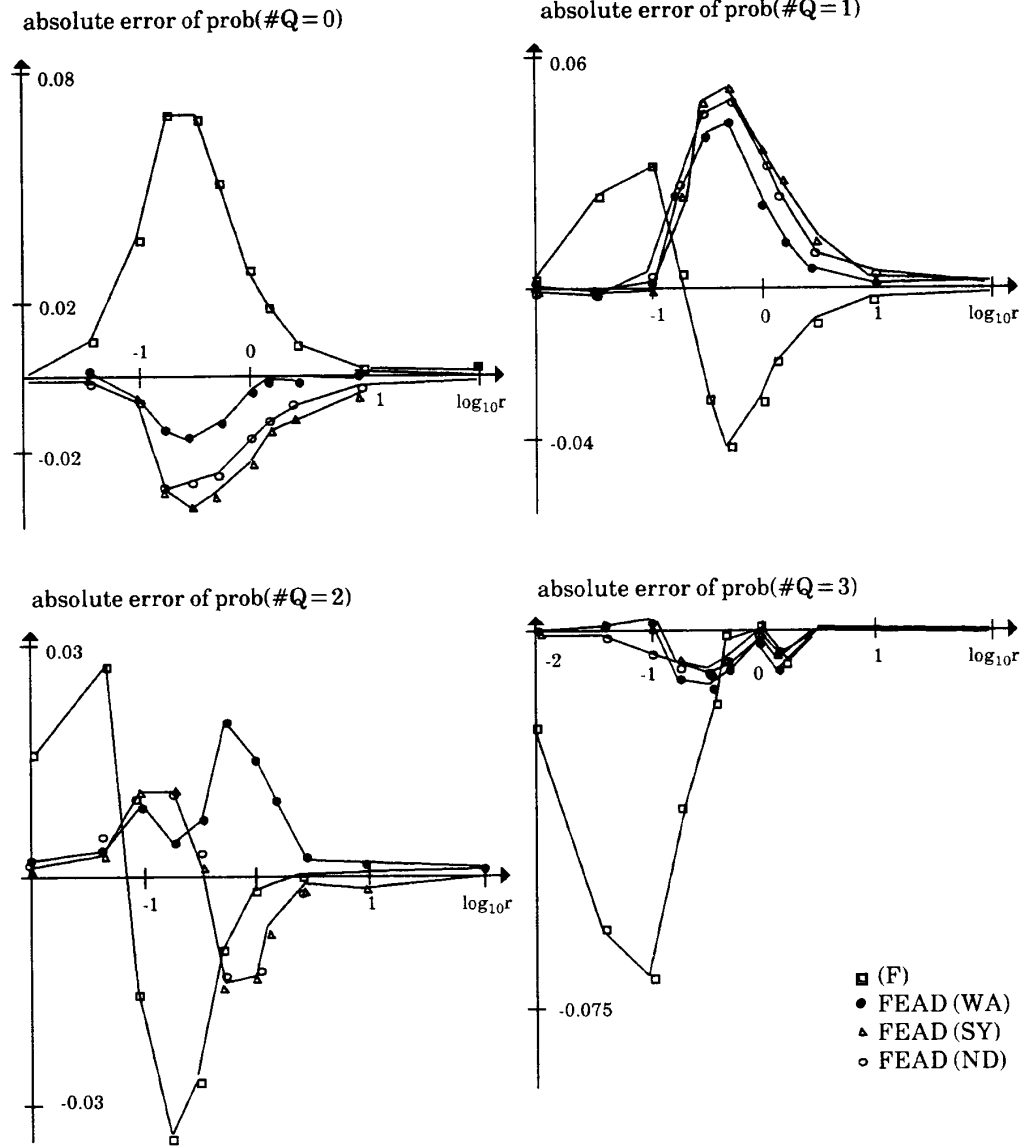 absolute error of prob(#Q=0)
0.08
0.02
-1
0
1
log10r
-0.02
absolute error of prob(#Q=1)
0.06
-1
0
1
log10r
-0.04
absolute error of prob(#Q=2)
0.03
-1
1
log10r
-0.03
absolute error of prob(#Q=3)
-2
-1
0
1
log10r
-0.075
(F)
FEAD (WA)
FEAD (SY)
FEAD (ND)